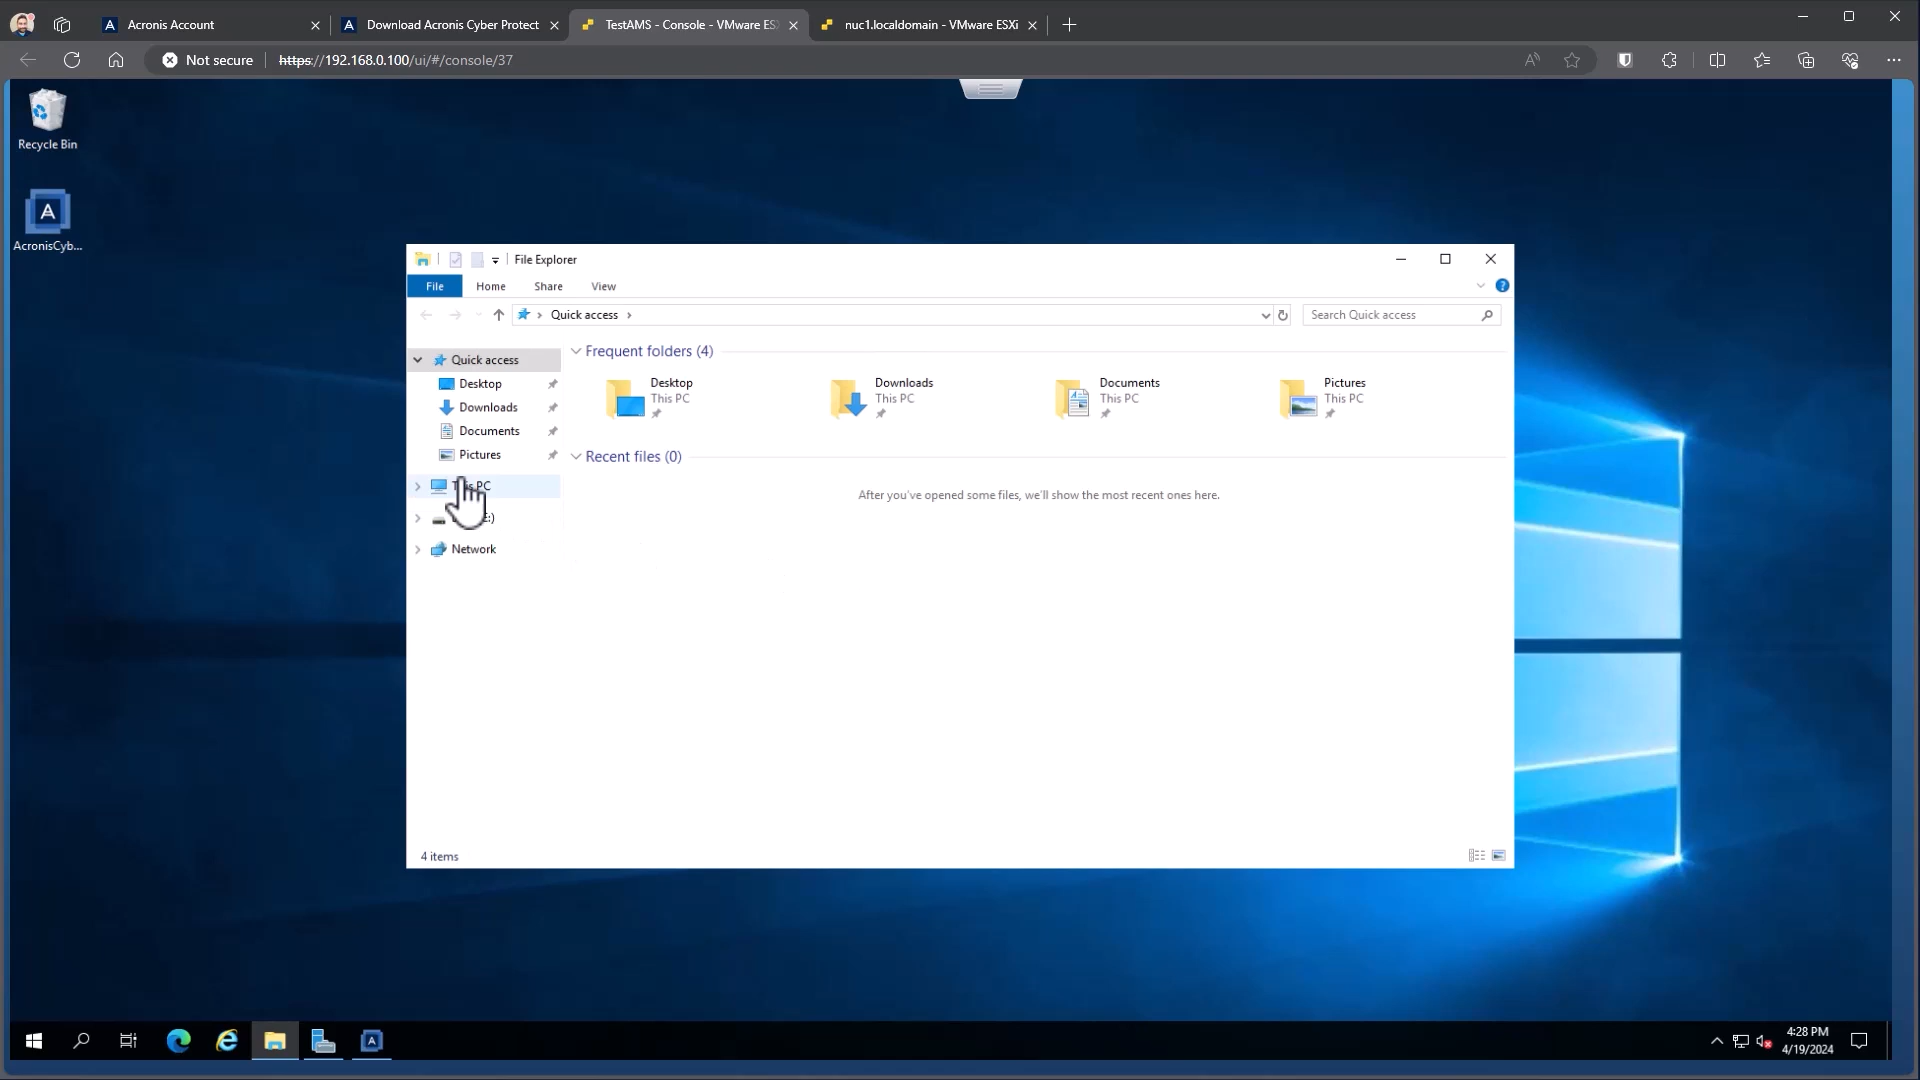 Acronis Account
Download Acronis Cyber Protect
TestAMS - Console - VMware ESXi
nuc1.localdomain - VMware ESXi
Not secure
https://192.168.0.100/ui/#/console/37
Recycle Bin
AcronisCyb...
File Explorer
File
Home
Share
View
Quick access
Search Quick access
Quick access
Desktop
Downloads
Documents
Pictures
This PC
Network
Frequent folders (4)
Desktop
This PC
Downloads
This PC
Documents
This PC
Pictures
This PC
Recent files (0)
After you've opened some files, we'll show the most recent ones here.
4 items
4:28 PM
4/19/2024